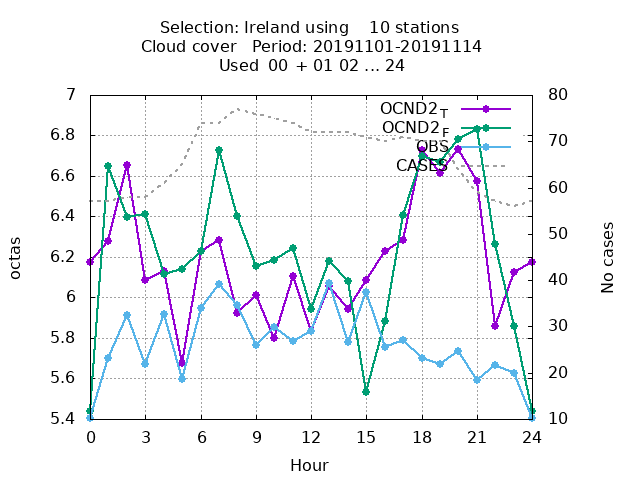 Selection: Ireland using 10 stations
Cloud cover Period: 20191101-20191114
Used 00 + 01 02 ... 24
7
6.8
6.6
6.4
6.2
6
5.8
5.6
5.4
octas
80
70
60
50
40
30
20
10
No cases
OCND2T
OCND2F
OBS
CASES
0 3 6 9 12 15 18 21 24
Hour